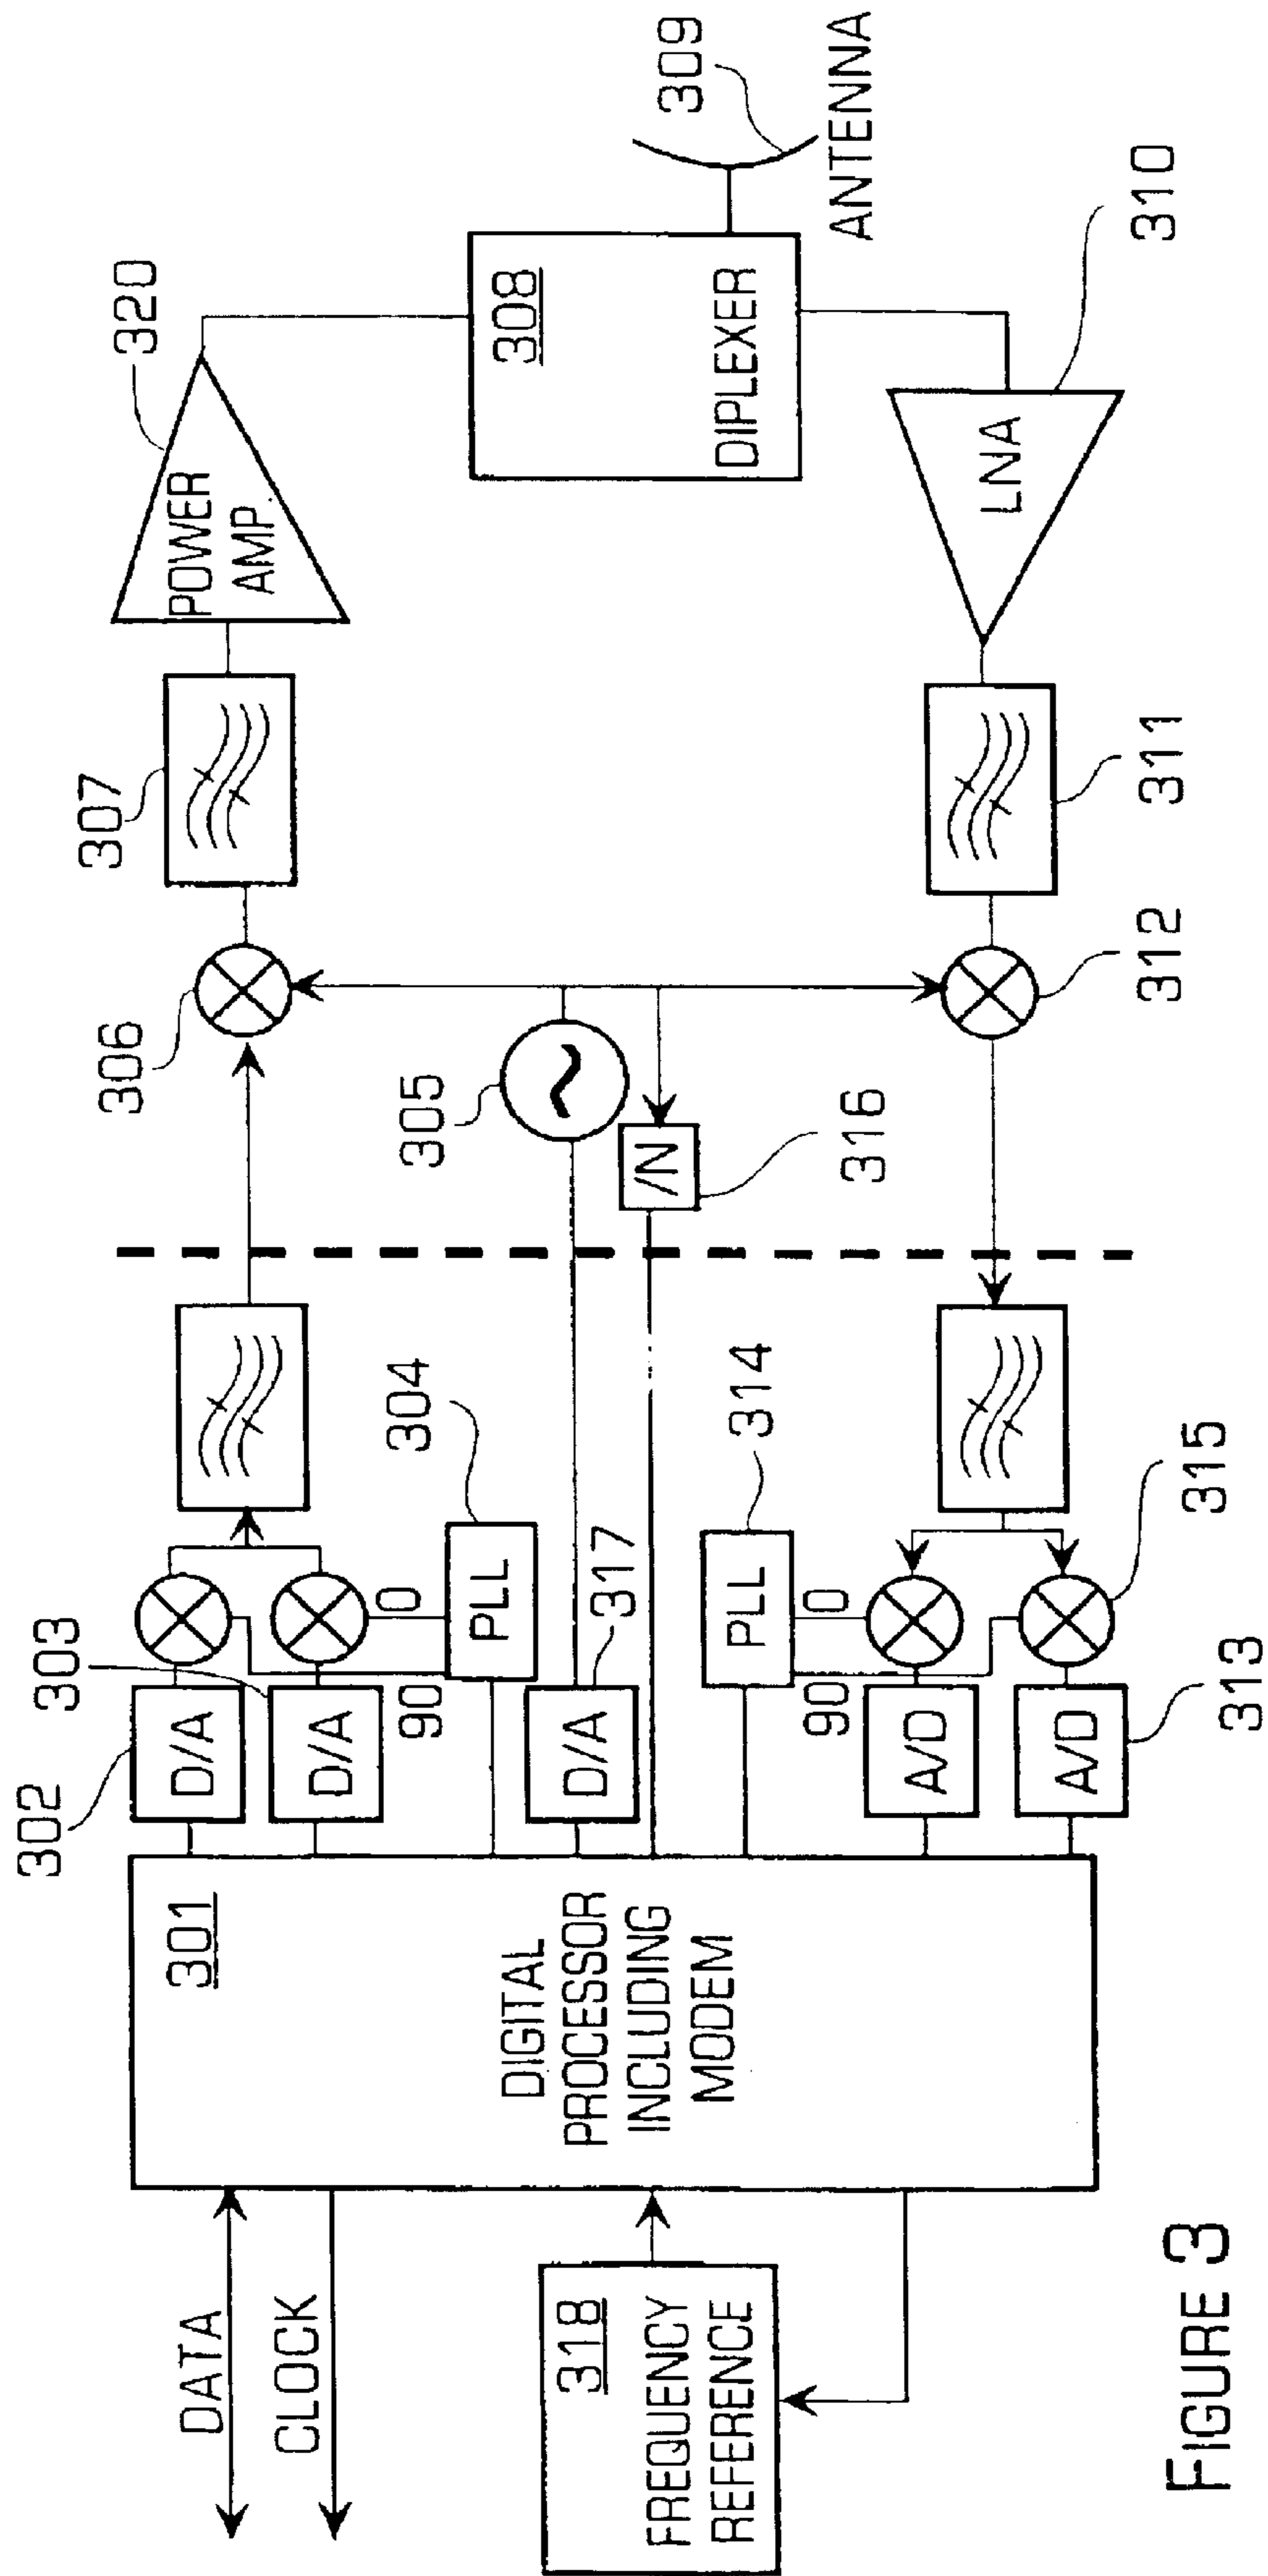 DATA
CLOCK
318
FREQUENCY
REFERENCE
301
DIGITAL
PROCESSOR
INCLUDING
MODEM
302
303
D/A
D/A
90
0
PLL
304
D/A
317
PLL
314
90
0
A/D
A/D
313
315
305
/N
316
306
307
POWER
AMP
320
308
DIPLEXER
309
ANTENNA
LNA
310
311
312
FIGURE 3